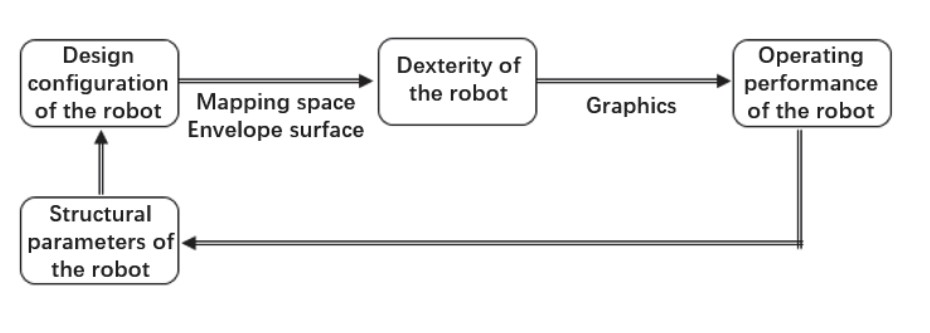 Design
configuration
of the robot
Mapping space
Envelope surface
Dexterity of
the robot
Graphics
Operating
performance
of the robot
Structural
parameters of
the robot